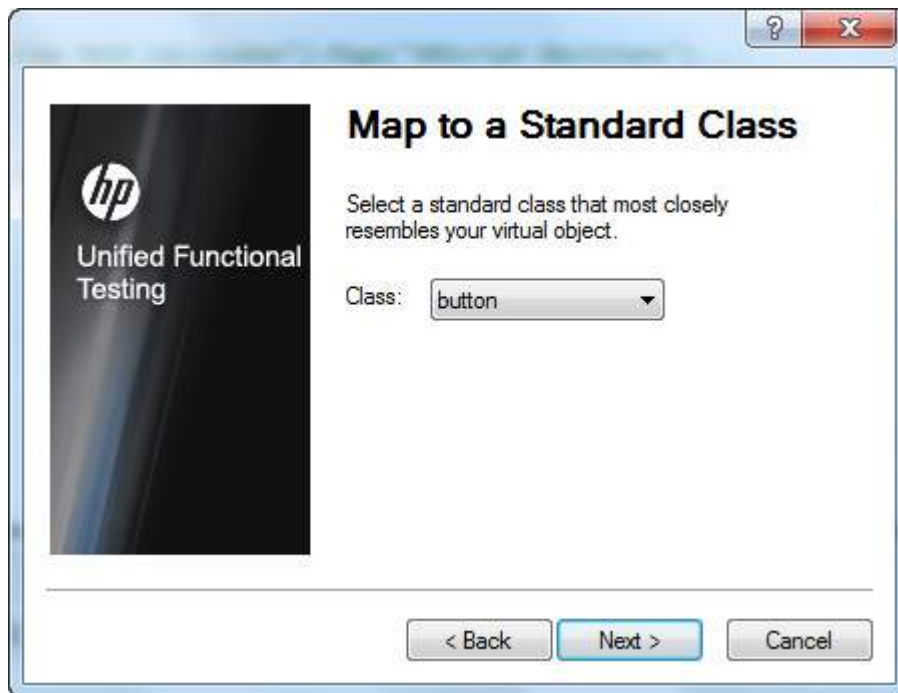 ?
Map to a Standard Class
hp
Unified Functional
Testing
Select a standard class that most closely
resembles your virtual object.
Class:
button
< Back
Next >
Cancel